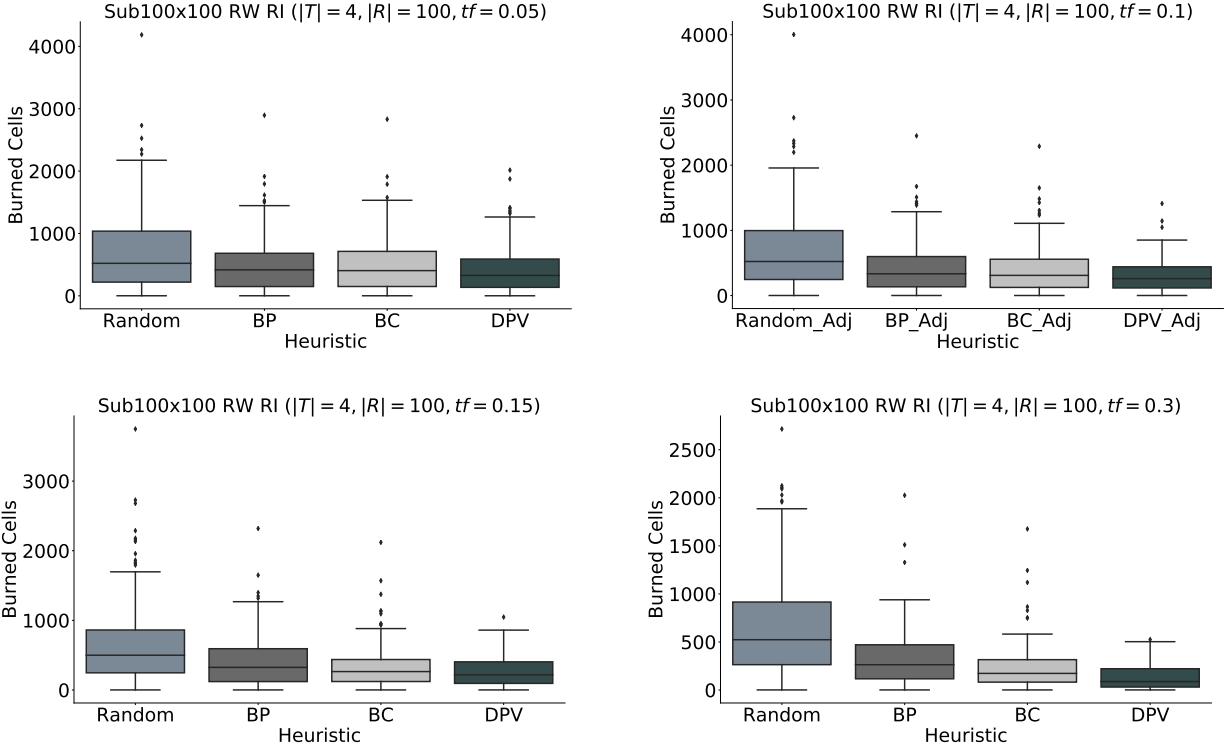 Sub100x100 RW RI (|T| = 4, |R| = 100, tf = 0.05)
Burned Cells
4000
3000
2000
1000
0
Random BP BC DPV
Heuristic
Sub100x100 RW RI (|T| = 4, |R| = 100, tf = 0.1)
Burned Cells
4000
3000
2000
1000
0
Random_Adj BP_Adj BC_Adj DPV_Adj
Heuristic
Sub100x100 RW RI (|T| = 4, |R| = 100, tf = 0.15)
Burned Cells
3000
2000
1000
0
Random BP BC DPV
Heuristic
Sub100x100 RW RI (|T| = 4, |R| = 100, tf = 0.3)
Burned Cells
2500
2000
1500
1000
500
0
Random BP BC DPV
Heuristic